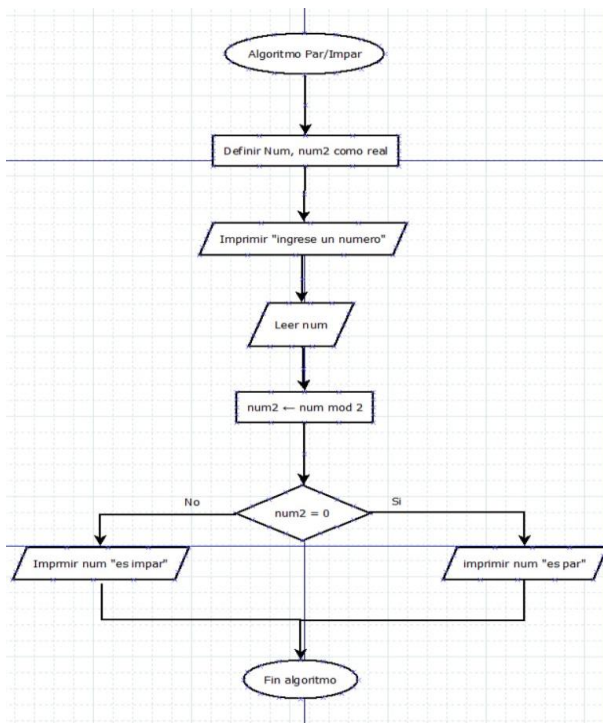 Algoritmo Par/Impar
Definir Num, num2 como real
Imprimir "ingrese un numero"
Leer num
num2 ← num mod 2
num2 = 0
No
Si
Imprmir num "es impar"
imprimir num "es par"
Fin algoritmo